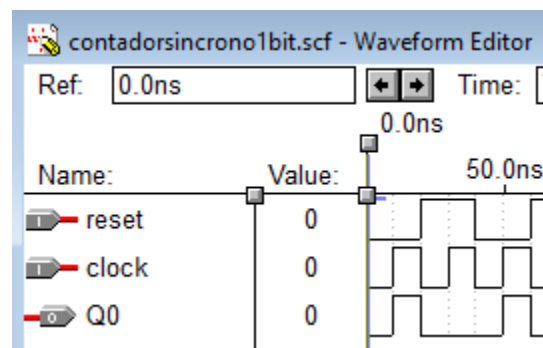 contadorsincrono1bit.scf - Waveform Editor
Ref: 0.0ns Time:
0.0ns
Name: Value: 50.0ns
I reset 0
I clock 0
O Q0 0